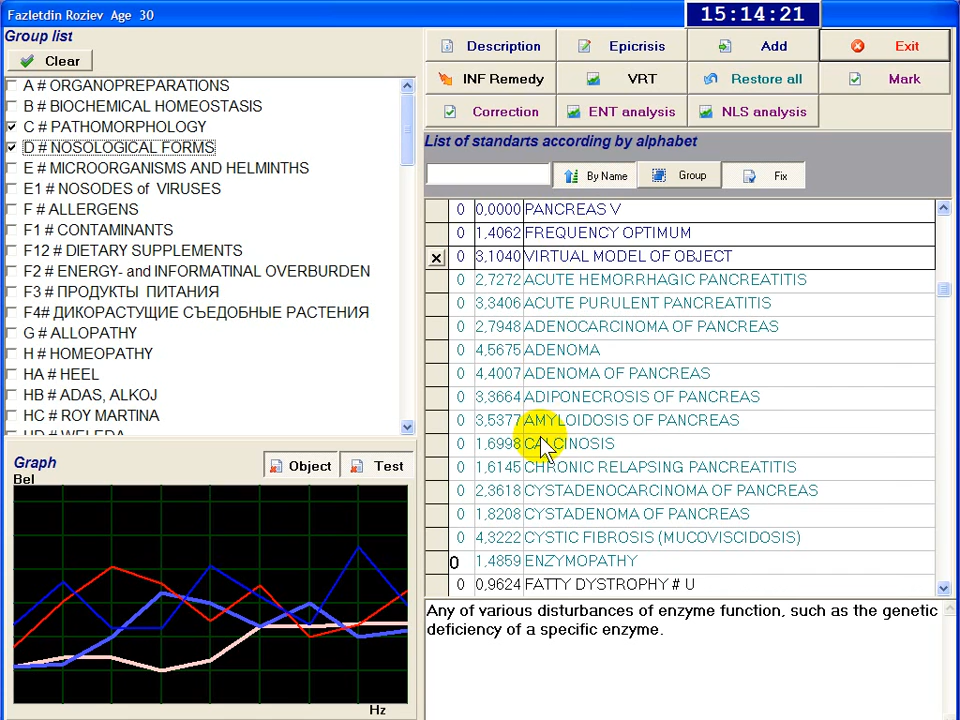 Fazletdin Roziev Age 30
15:14:21
Group list
Clear
A # ORGANOPREPARATIONS
B # BIOCHEMICAL HOMEOSTASIS
C # PATHOMORPHOLOGY
D # NOSOLOGICAL FORMS
E # MICROORGANISMS AND HELMINTHS
E1 # NOSODES of VIRUSES
F # ALLERGENS
F1 # CONTAMINANTS
F12 # DIETARY SUPPLEMENTS
F2 # ENERGY- and INFORMATINAL OVERBURDEN
F3 # ПРОДУКТЫ ПИТАНИЯ
F4# ДИКОРАСТУЩИЕ СЪЕДОБНЫЕ РАСТЕНИЯ
G # ALLOPATHY
H # HOMEOPATHY
HA # HEEL
HB # ADAS, ALKOJ
HC # ROY MARTINA
HD # WELEDA
Graph
Object
Test
Bel
Hz
Description
Epicrisis
Add
Exit
INF Remedy
VRT
Restore all
Mark
Correction
ENT analysis
NLS analysis
List of standarts according by alphabet
By Name
Group
Fix
0 0,0000 PANCREAS V
0 1,4062 FREQUENCY OPTIMUM
x 0 3,1040 VIRTUAL MODEL OF OBJECT
0 2,7272 ACUTE HEMORRHAGIC PANCREATITIS
0 3,3406 ACUTE PURULENT PANCREATITIS
0 2,7948 ADENOCARCINOMA OF PANCREAS
0 4,5675 ADENOMA
0 4,4007 ADENOMA OF PANCREAS
0 3,3664 ADIPONECROSIS OF PANCREAS
0 3,5377 AMYLOIDOSIS OF PANCREAS
0 1,6998 CALCINOSIS
0 1,6145 CHRONIC RELAPSING PANCREATITIS
0 2,3618 CYSTADENOCARCINOMA OF PANCREAS
0 1,8208 CYSTADENOMA OF PANCREAS
0 4,3222 CYSTIC FIBROSIS (MUCOVISCIDOSIS)
0 1,4859 ENZYMOPATHY
0 0,9624 FATTY DYSTROPHY # U
Any of various disturbances of enzyme function, such as the genetic
deficiency of a specific enzyme.